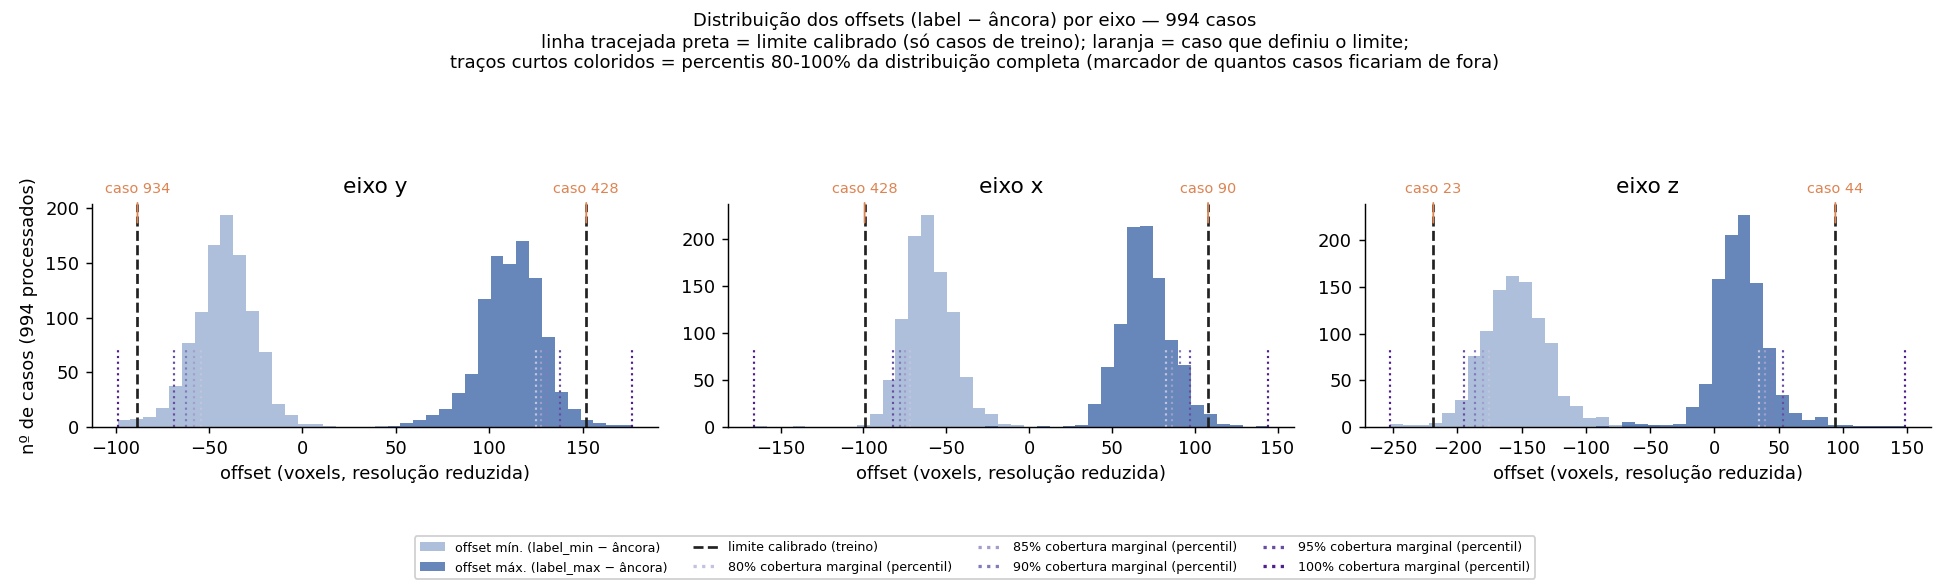 Distribuição dos offsets (label − âncora) por eixo — 994 casos
linha tracejada preta = limite calibrado (só casos de treino); laranja = caso que definiu o limite;
traços curtos coloridos = percentis 80-100% da distribuição completa (marcador de quantos casos ficariam de fora)
caso 934
eixo y
caso 428
caso 428
eixo x
caso 90
caso 23
eixo z
caso 44
nº de casos (994 processados)
200
150
100
50
0
−100
−50
0
50
100
150
offset (voxels, resolução reduzida)
200
150
100
50
0
−150
−100
−50
0
50
100
150
offset (voxels, resolução reduzida)
200
150
100
50
0
−250
−200
−150
−100
−50
0
50
100
150
offset (voxels, resolução reduzida)
offset mín. (label_min − âncora)
offset máx. (label_max − âncora)
limite calibrado (treino)
80% cobertura marginal (percentil)
85% cobertura marginal (percentil)
90% cobertura marginal (percentil)
95% cobertura marginal (percentil)
100% cobertura marginal (percentil)